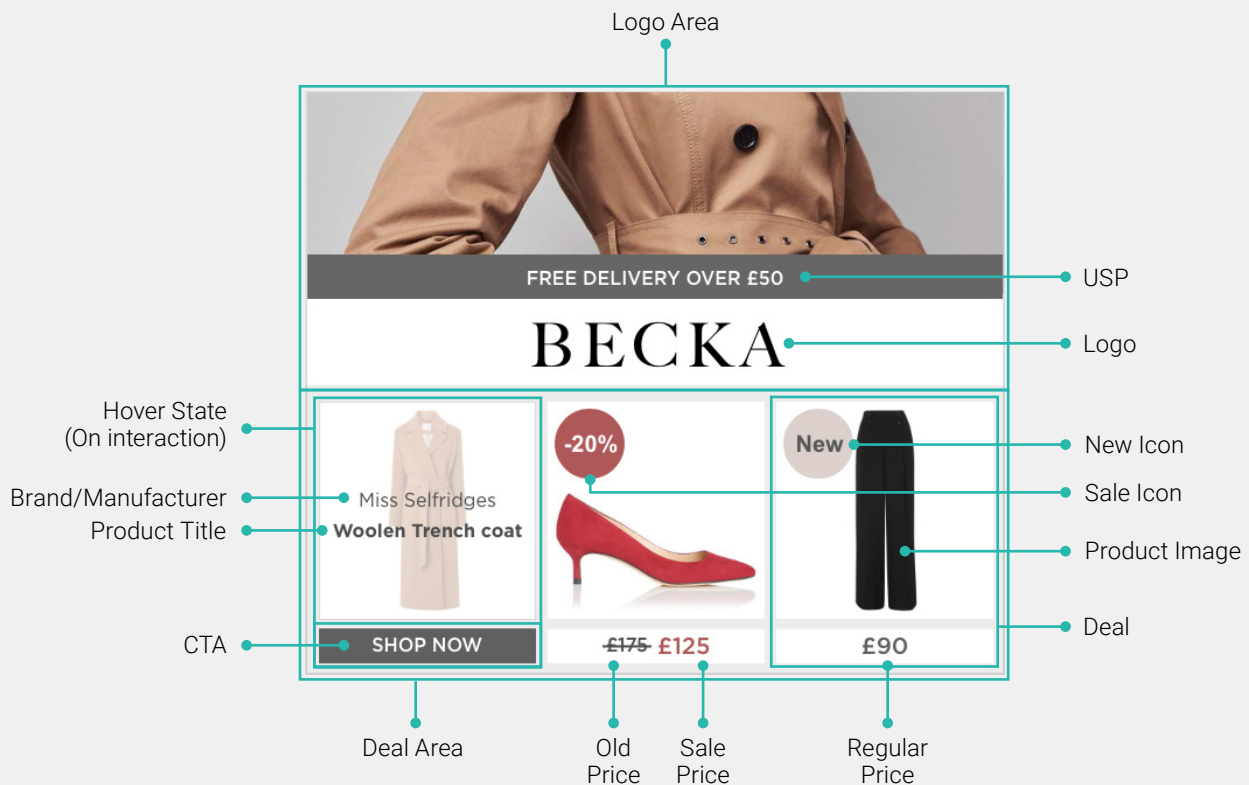 Logo Area
FREE DELIVERY OVER £50
USP
BECKA
Logo
Hover State
(On interaction)
-20%
New
New Icon
Sale Icon
Brand/Manufacturer
Miss Selfridges
Product Title
Woolen Trench coat
Product Image
Deal
CTA
SHOP NOW
£175 £125
£90
Deal Area
Old
Price
Sale
Price
Regular
Price